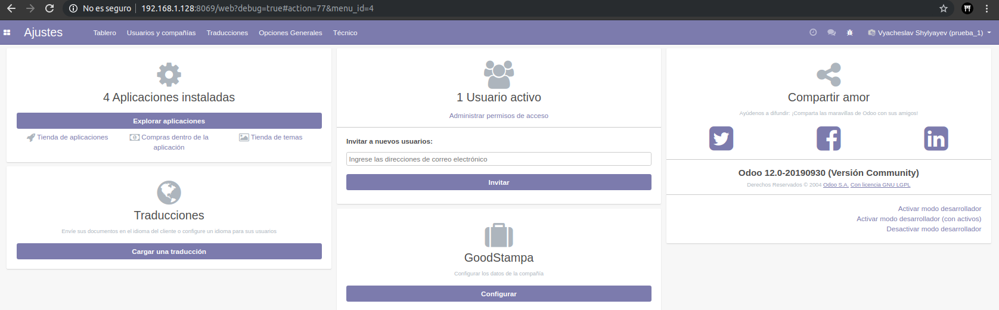 No es seguro
192.168.1.128:8069/web?debug=true#action=77&menu_id=4
Ajustes
Tablero
Usuarios y compañías
Traducciones
Opciones Generales
Técnico
Vyacheslav Shylyayev (prueba_1)
4 Aplicaciones instaladas
Explorar aplicaciones
Tienda de aplicaciones
Compras dentro de la
aplicación
Tienda de temas
Traducciones
Envíe sus documentos en el idioma del cliente o configure un idioma para sus usuarios
Cargar una traducción
1 Usuario activo
Administrar permisos de acceso
Invitar a nuevos usuarios:
Ingrese las direcciones de correo electrónico
Invitar
GoodStampa
Configurar los datos de la compañía
Configurar
Compartir amor
Ayúdenos a difundir: ¡Comparta las maravillas de Odoo con sus amigos!
Odoo 12.0-20190930 (Versión Community)
Derechos Reservados © 2004 Odoo S.A. Con licencia GNU LGPL
Activar modo desarrollador
Activar modo desarrollador (con activos)
Desactivar modo desarrollador